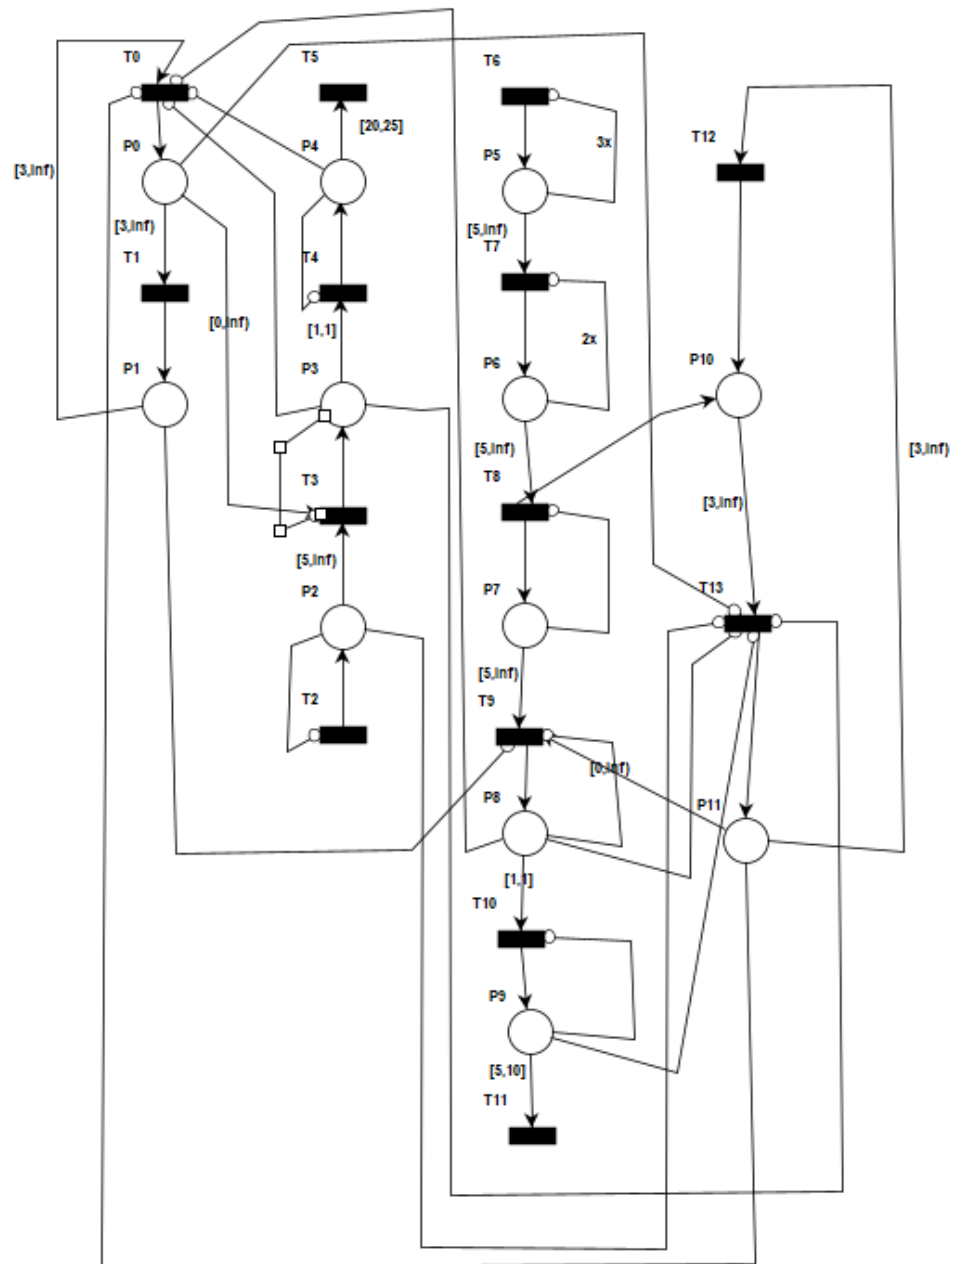 T0
T5
T6
[20,25]
3x
T12
P0
P4
P5
[3,inf)
[3,inf)
[5,inf)
T7
T1
T4
[0,inf)
[1,1]
2x
P10
P1
P3
P6
[5,inf)
[3,inf)
T8
T3
[3,inf)
[5,inf)
P2
P7
T13
[5,inf)
T2
T9
[0,inf)
P8
P11
[1,1]
T10
P9
[5,10]
T11